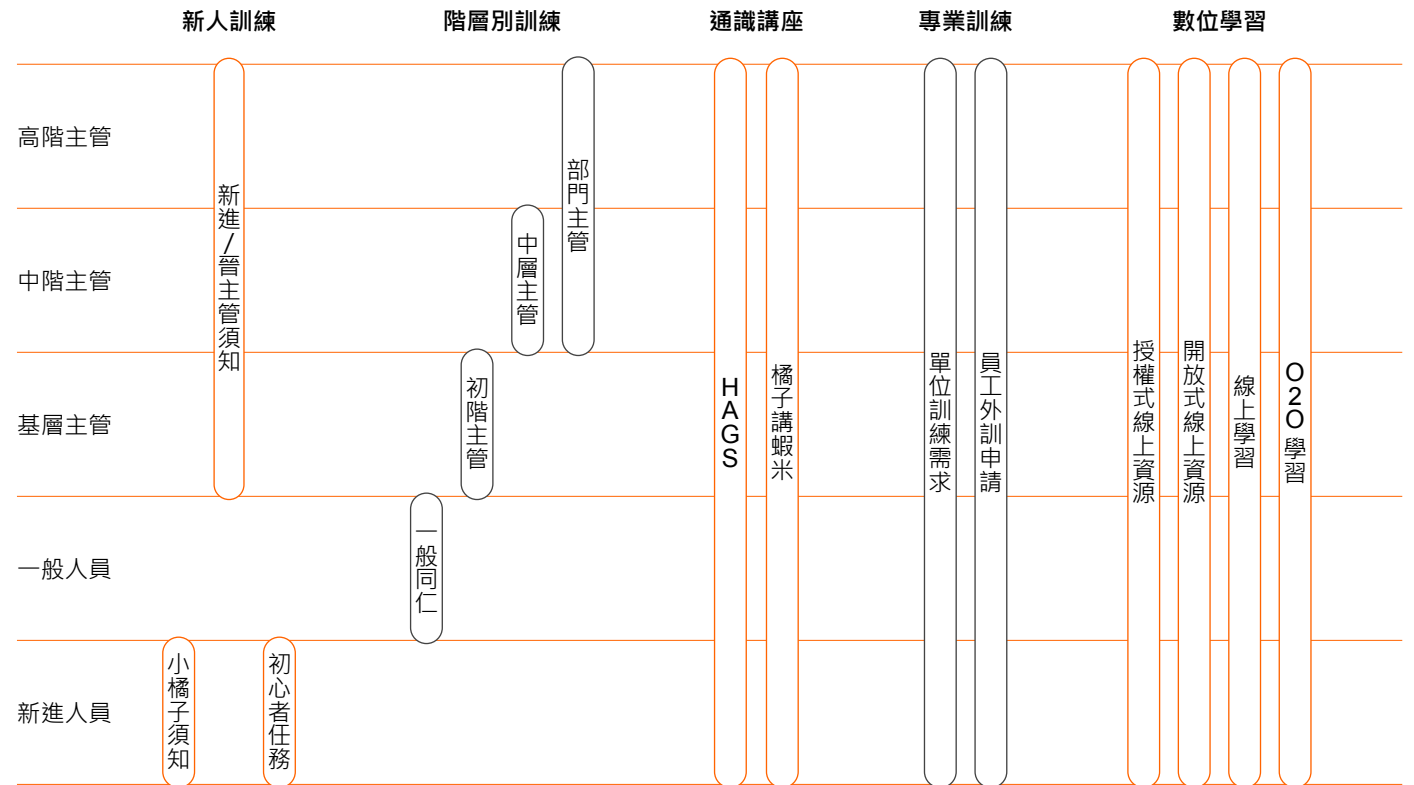 新人訓練
階層別訓練
通識講座
專業訓練
數位學習
高階主管
中階主管
基層主管
一般人員
新進人員
小橘子須知
新進/晉主管須知
初心者任務
一般同仁
初階主管
中層主管
部門主管
HAGS
橘子講蝦米
單位訓練需求
員工外訓申請
授權式線上資源
開放式線上資源
線上學習
O2O學習